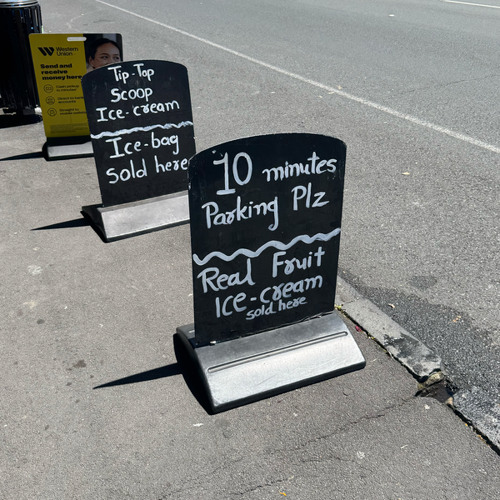 Western
Union
Send and
receive
money here
Tip-Top
Scoop
Ice-cream
Ice-bag
Sold here
10 minutes
Parking Plz
Real Fruit
Ice-cream
sold here